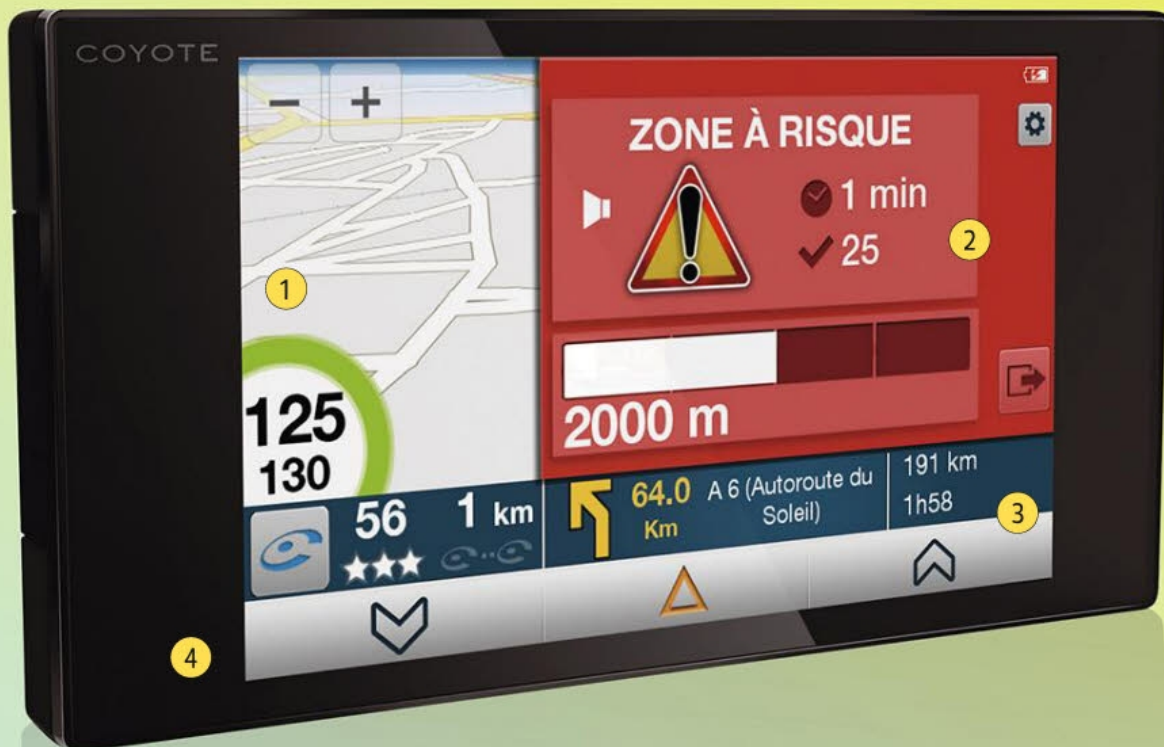 COYOTE
- +
ZONE À RISQUE
1 min
25
2
1
2000 m
125
130
56
1 km
64.0
Km
A 6 (Autoroute du
Soleil)
191 km
1h58
3
4